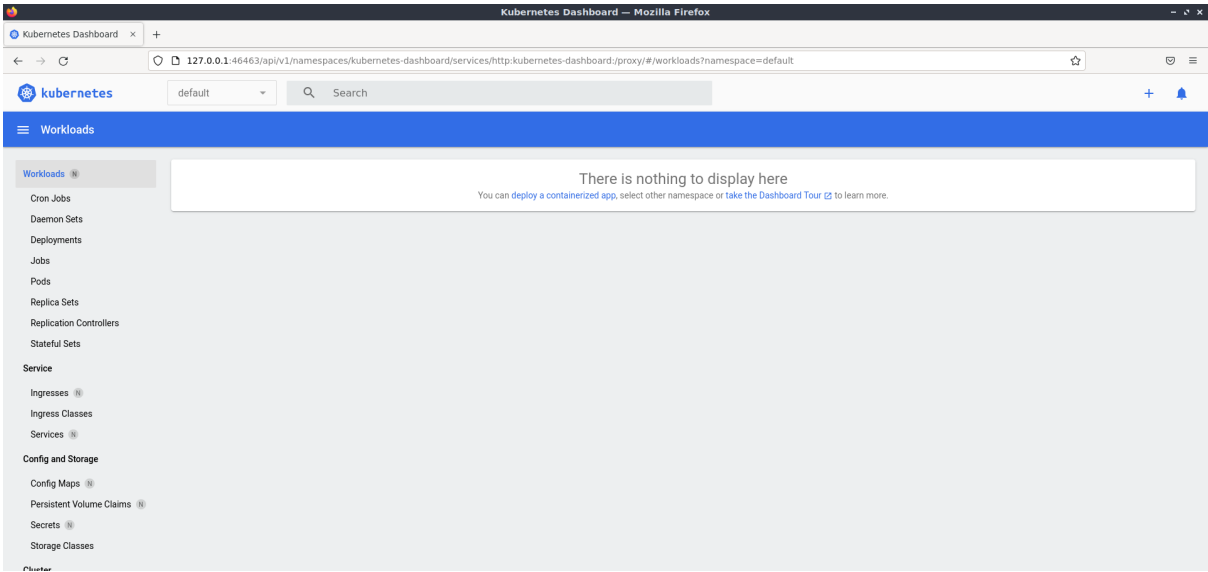 Kubernetes Dashboard — Mozilla Firefox
Kubernetes Dashboard
127.0.0.1:46463/api/v1/namespaces/kubernetes-dashboard/services/http:kubernetes-dashboard:/proxy/#/workloads?namespace=default
kubernetes default Search
Workloads
Workloads N
Cron Jobs
Daemon Sets
Deployments
Jobs
Pods
Replica Sets
Replication Controllers
Stateful Sets
Service
Ingresses N
Ingress Classes
Services N
Config and Storage
Config Maps N
Persistent Volume Claims N
Secrets N
Storage Classes
Cluster
There is nothing to display here
You can deploy a containerized app, select other namespace or take the Dashboard Tour to learn more.